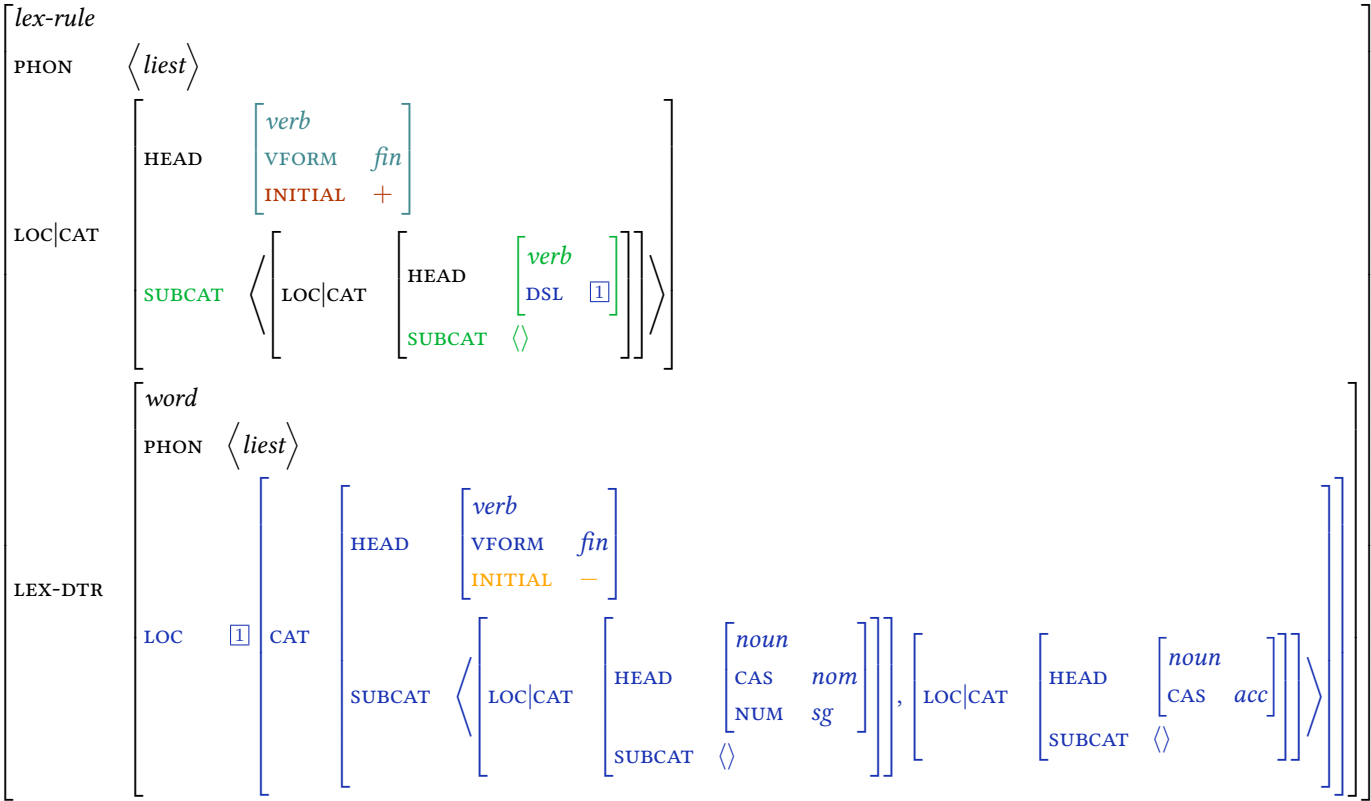 lex-rule
PHON ⟨liest⟩
verb
HEAD VFORM fin
INITIAL +
LOC|CAT
verb
HEAD
SUBCAT ⟨ LOC|CAT DSL 1 ⟩
SUBCAT ⟨⟩
word
PHON ⟨liest⟩
verb
HEAD VFORM fin
INITIAL −
LEX-DTR
LOC 1 CAT
noun noun
HEAD CAS nom HEAD
SUBCAT ⟨ LOC|CAT NUM sg , LOC|CAT CAS acc ⟩
SUBCAT ⟨⟩ SUBCAT ⟨⟩